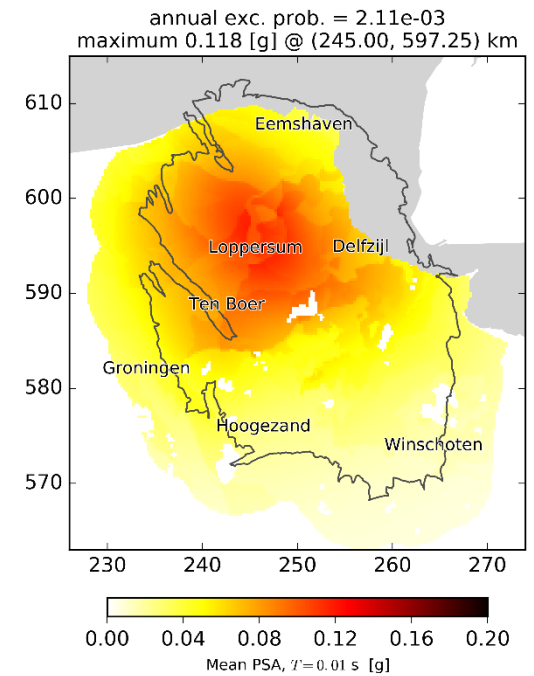 annual exc. prob. = 2.11e-03
maximum 0.118 [g] @ (245.00, 597.25) km
610
Eemshaven
600
Loppersum Delfzijl
590
Ten Boer
Groningen
580
Hoogezand
Winschoten
570
230 240 250 260 270
0.00 0.04 0.08 0.12 0.16 0.20
Mean PSA, T=0.01 s [g]